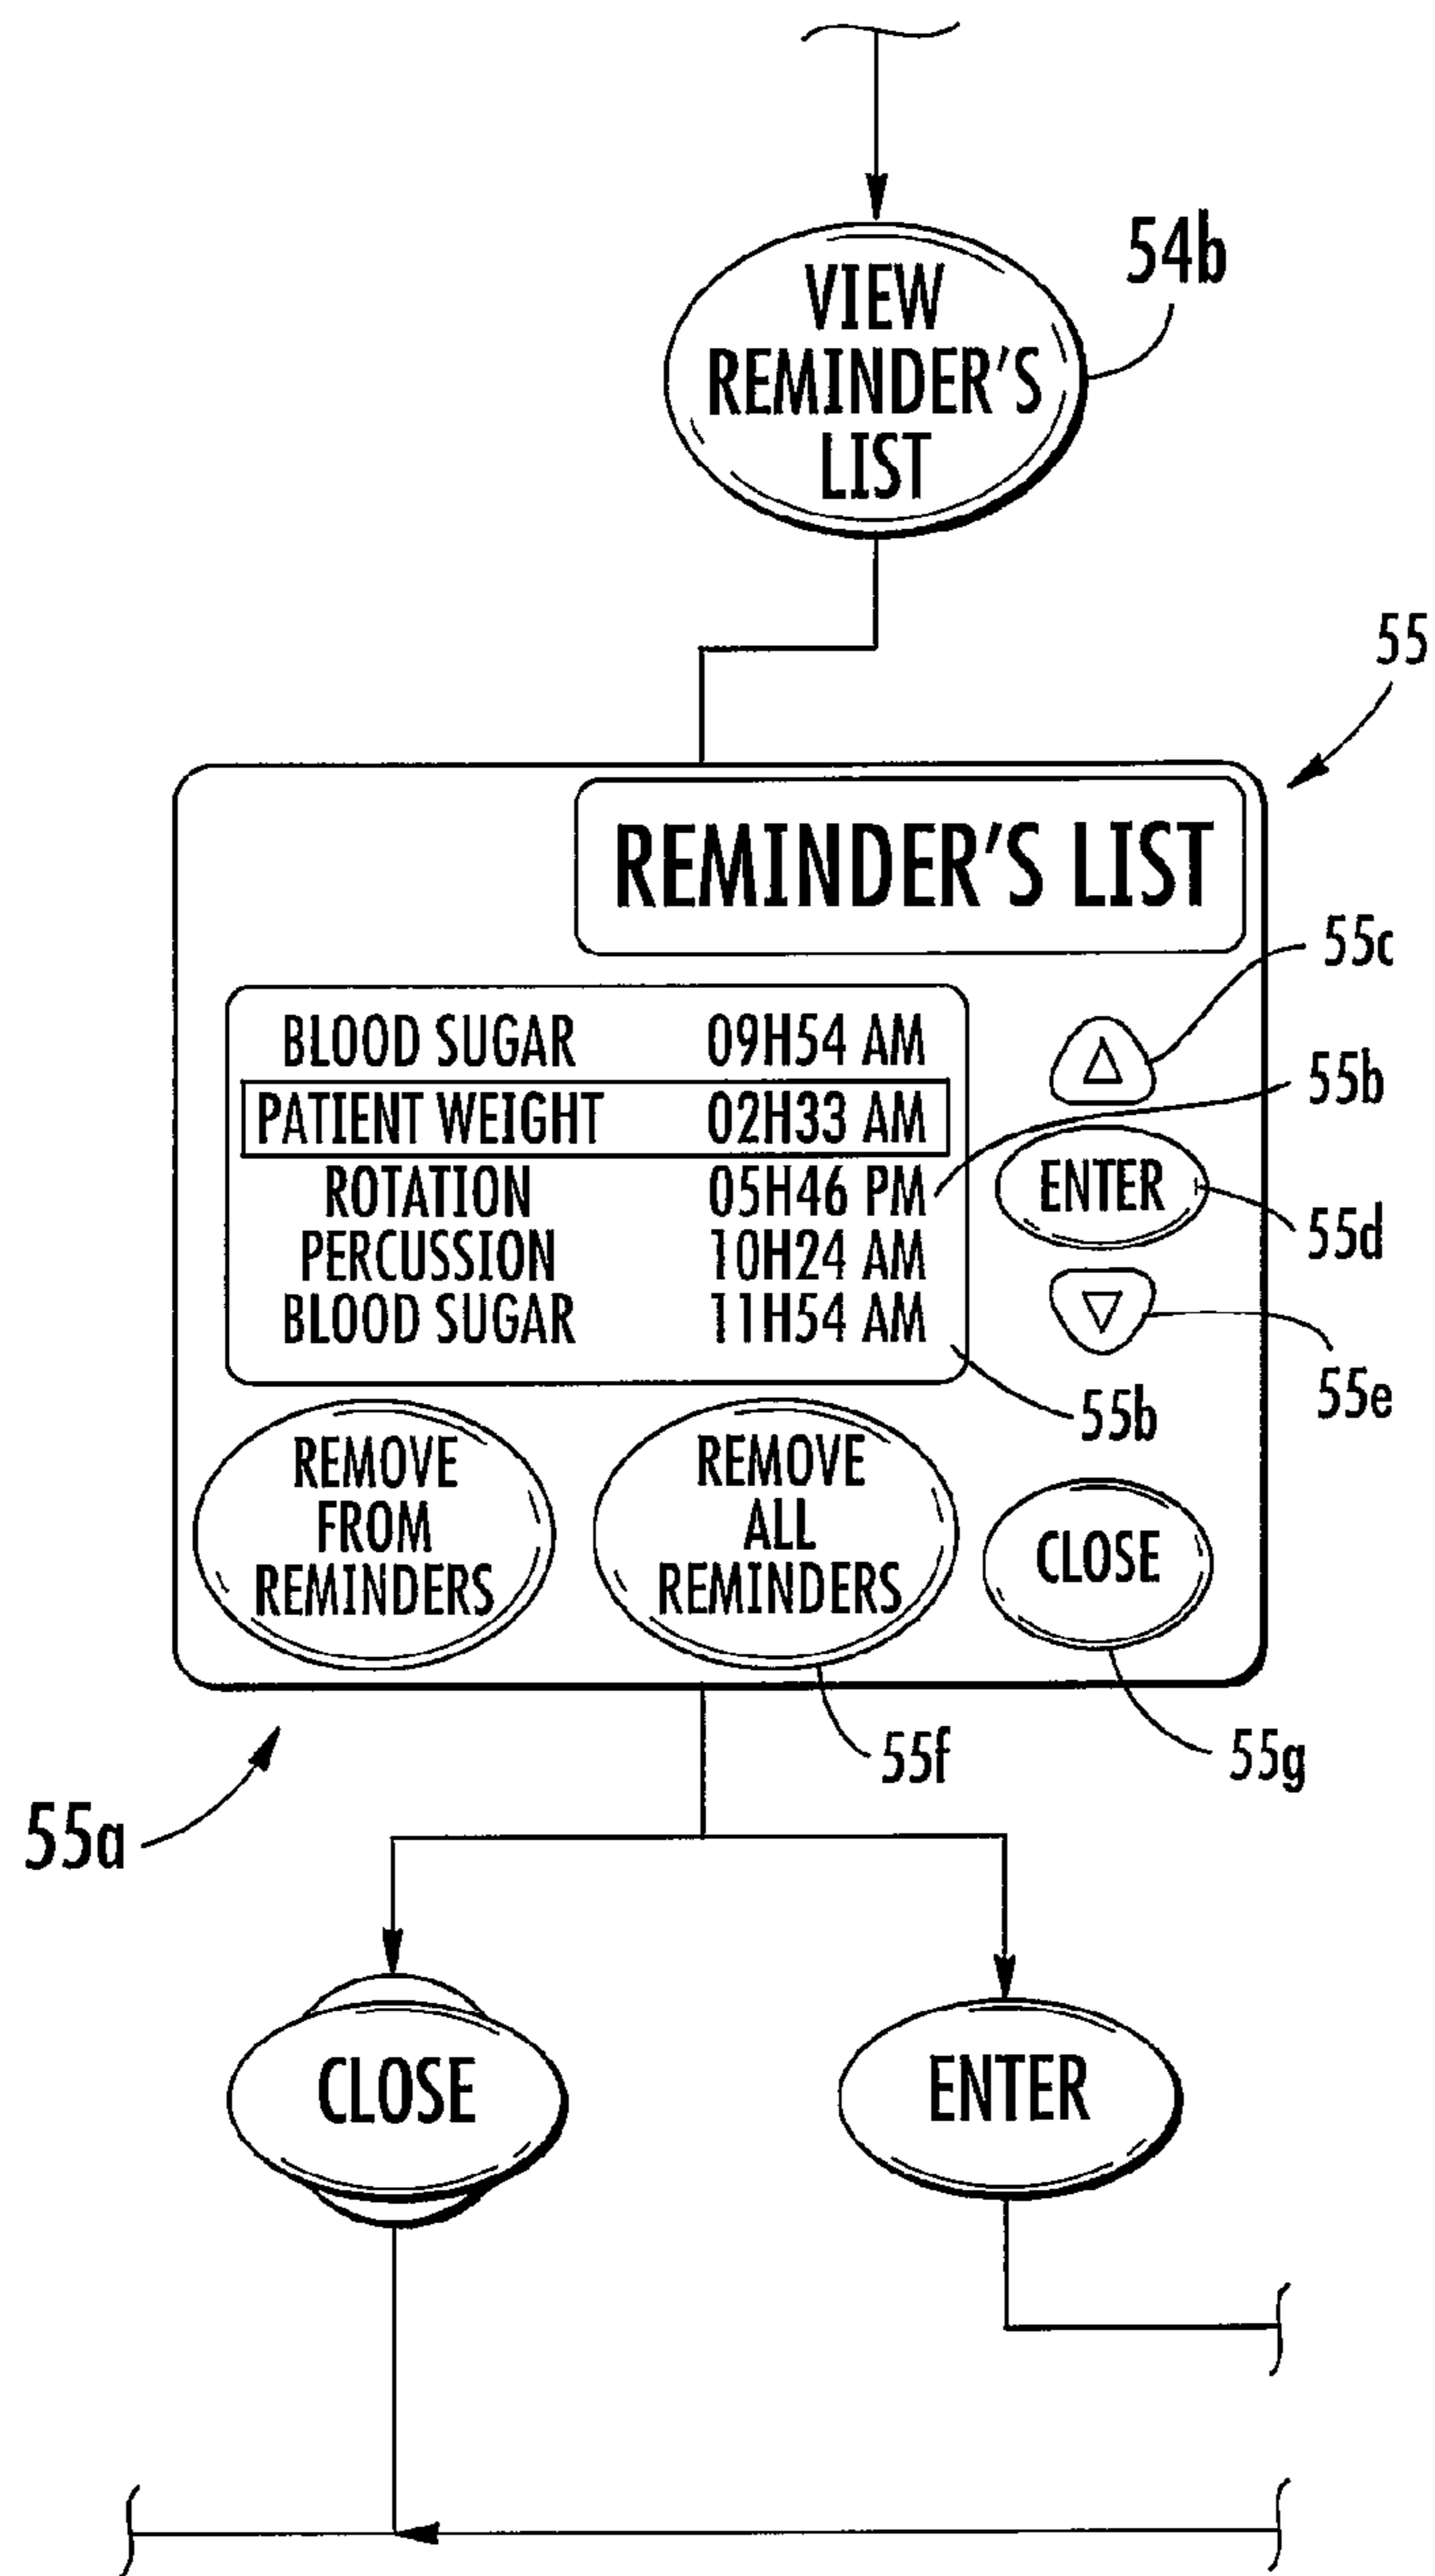 VIEW
REMINDER'S
LIST
54b
55
REMINDER'S LIST
55c
BLOOD SUGAR 09H54 AM
PATIENT WEIGHT 02H33 AM
ROTATION 05H46 PM
PERCUSSION 10H24 AM
BLOOD SUGAR 11H54 AM
55b
ENTER
55d
55e
55b
REMOVE
FROM
REMINDERS
REMOVE
ALL
REMINDERS
CLOSE
55f
55g
55a
CLOSE
ENTER